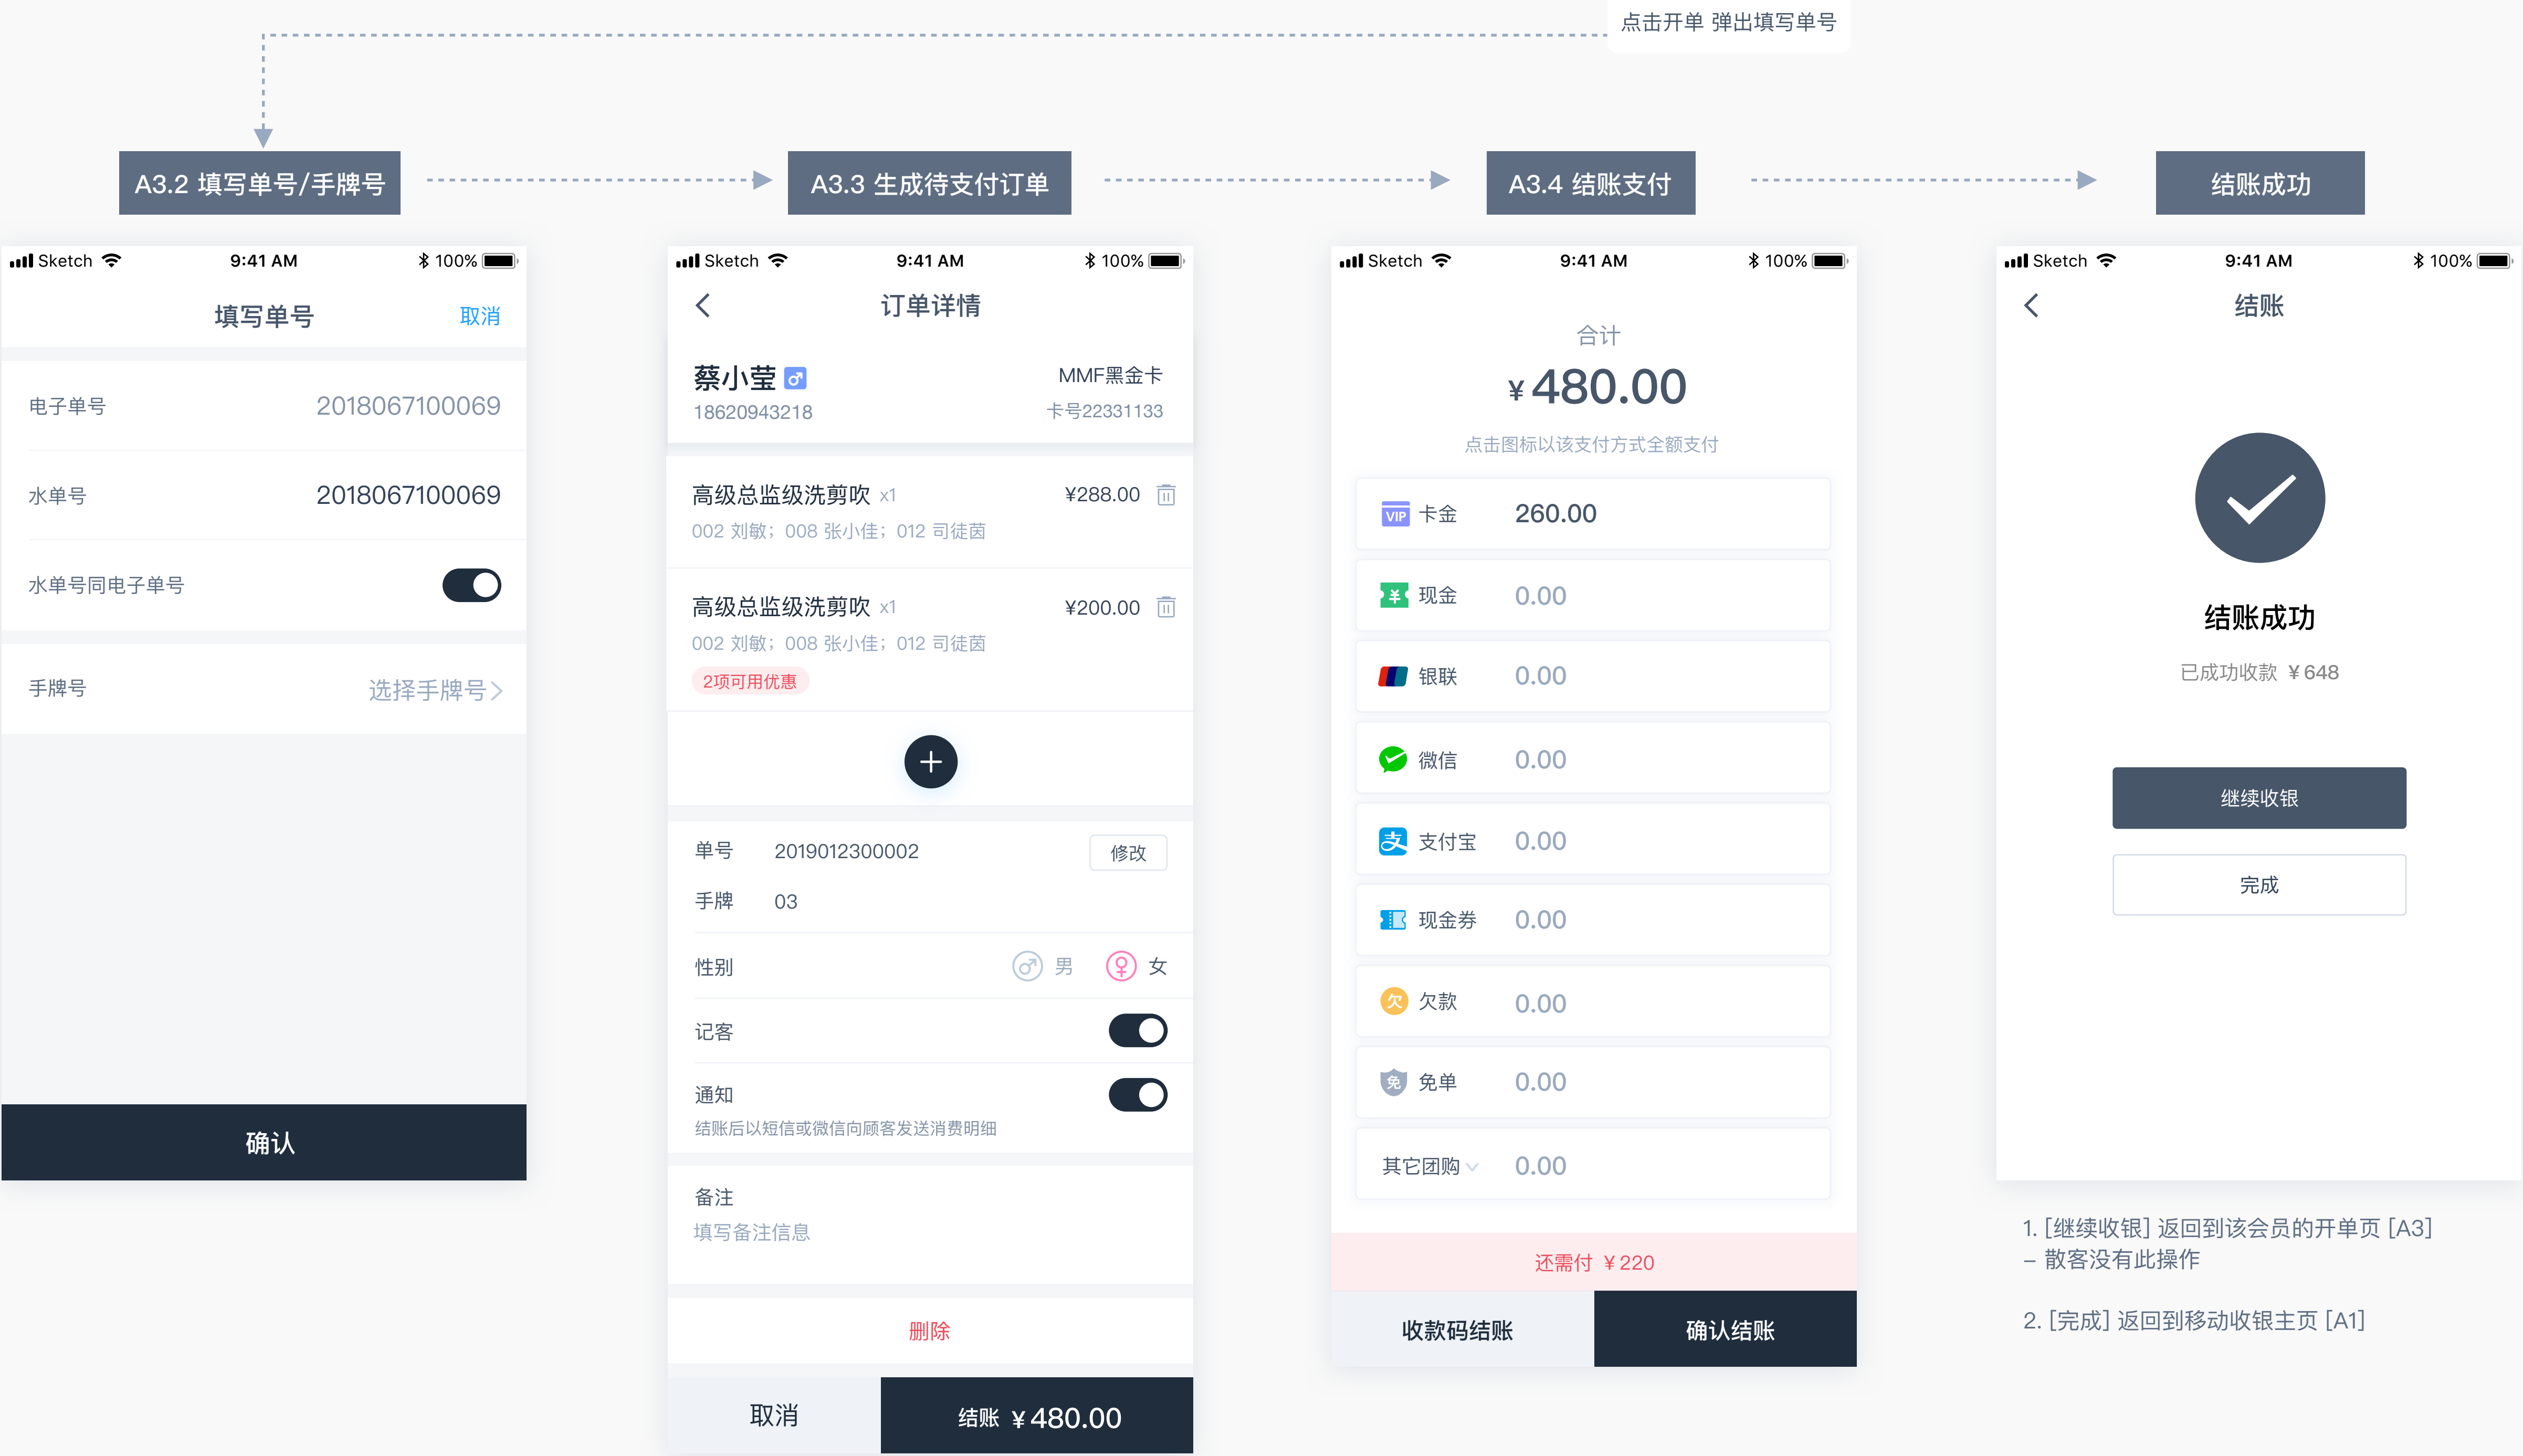 点击开单 弹出填写单号
A3.2 填写单号/手牌号
A3.3 生成待支付订单
A3.4 结账支付
结账成功
Sketch 9:41 AM 100%
填写单号 取消
电子单号 2018067100069
水单号 2018067100069
水单号同电子单号
手牌号 选择手牌号
确认
Sketch 9:41 AM 100%
订单详情
蔡小莹 MMF黑金卡
18620943218 卡号22331133
高级总监级洗剪吹 x1 ¥288.00
002 刘敏；008 张小佳；012 司徒茵
高级总监级洗剪吹 x1 ¥200.00
002 刘敏；008 张小佳；012 司徒茵
2项可用优惠
单号 2019012300002 修改
手牌 03
性别 男 女
记客
通知
结账后以短信或微信向顾客发送消费明细
备注
填写备注信息
删除
取消 结账 ¥480.00
Sketch 9:41 AM 100%
合计
¥480.00
点击图标以该支付方式全额支付
VIP 卡金 260.00
¥ 现金 0.00
银联 0.00
微信 0.00
支 支付宝 0.00
现金券 0.00
欠 欠款 0.00
免 免单 0.00
其它团购 0.00
还需付 ¥220
收款码结账 确认结账
Sketch 9:41 AM 100%
结账
结账成功
已成功收款 ¥648
继续收银
完成
1. [继续收银] 返回到该会员的开单页 [A3]
– 散客没有此操作
2. [完成] 返回到移动收银主页 [A1]